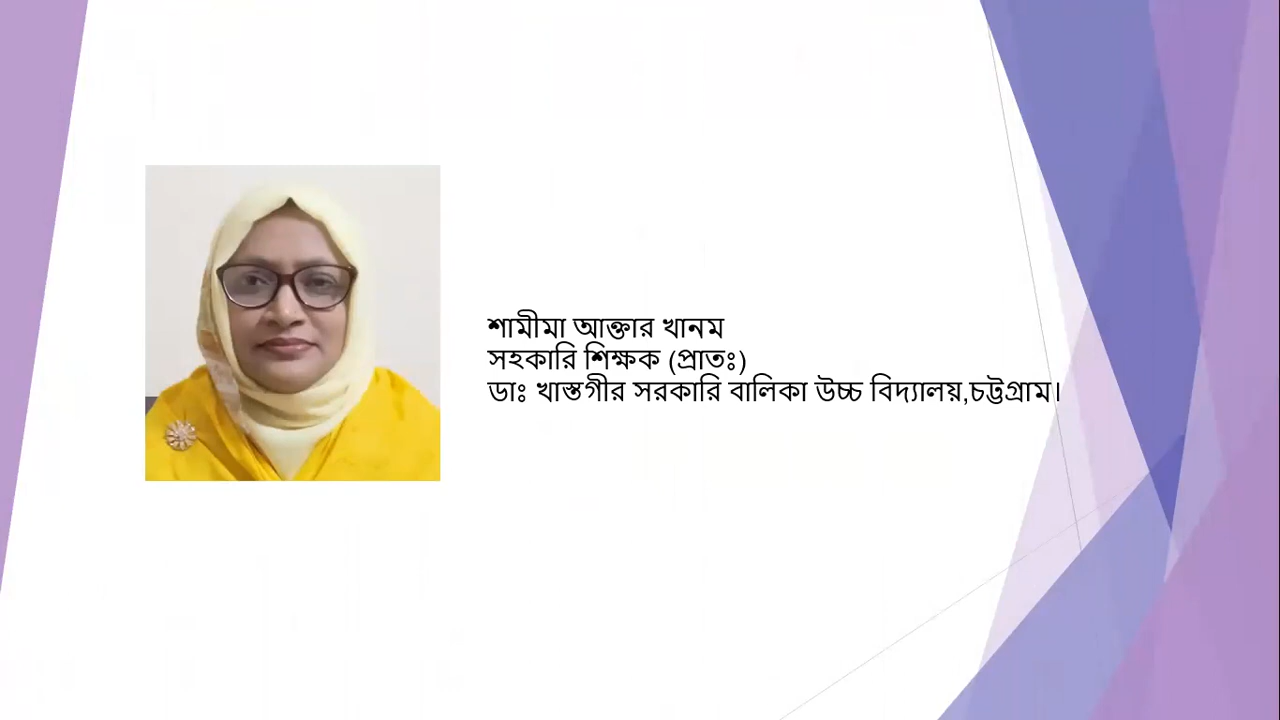 শামীমা আক্তার খানম
সহকারি শিক্ষক (প্রাতঃ)
ডাঃ খাস্তগীর সরকারি বালিকা উচ্চ বিদ্যালয়,চট্টগ্রাম।